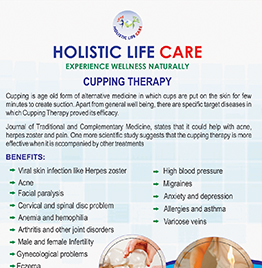 HOLISTIC LIFE CARE
HOLISTIC LIFE CARE
EXPERIENCE WELLNESS NATURALLY
CUPPING THERAPY
Cupping is age old form of alternative medicine in which cups are put on the skin for few
minutes to create suction. Apart from general well being, there are specific target diseases in
which Cupping Therapy proved its efficacy.
Journal of Traditional and Complementary Medicine, states that it could help with acne,
herpes zoster and pain. One more scientific study suggests that the cupping therapy is more
effective when it is accompanied by other treatments
BENEFITS:
Viral skin infection like Herpes zoster
Acne
Facial paralysis
Cervical and spinal disc problem
Anemia and hemophilia
Arthritis and other joint disorders
Male and female Infertility
Gynecological problems
Eczema
High blood pressure
Migraines
Anxiety and depression
Allergies and asthma
Varicose veins